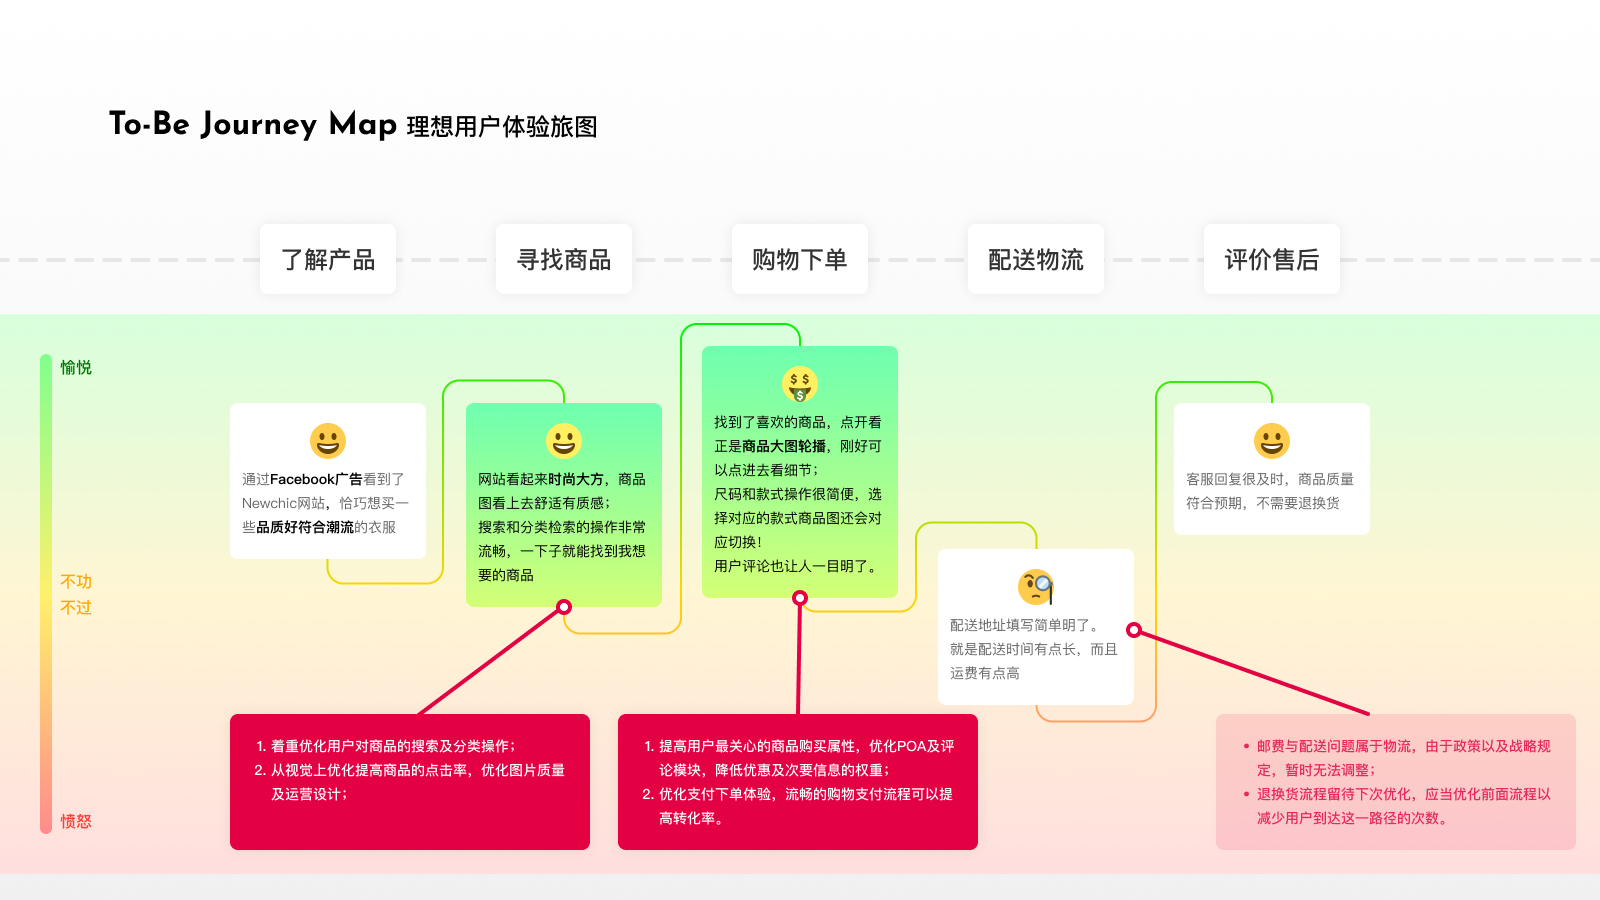 To-Be Journey Map 理想用户体验旅图
了解产品
寻找商品
购物下单
配送物流
评价售后
愉悦
不功
不过
愤怒
通过Facebook广告看到了
Newchic网站，恰巧想买一
些品质好符合潮流的衣服
网站看起来时尚大方，商品
图看上去舒适有质感；
搜索和分类检索的操作非常
流畅，一下子就能找到我想
要的商品
找到了喜欢的商品，点开看
正是商品大图轮播，刚好可
以点进去看细节；
尺码和款式操作很简便，选
择对应的款式商品图还会对
应切换！
用户评论也让人一目明了。
配送地址填写简单明了。
就是配送时间有点长，而且
运费有点高
客服回复很及时，商品质量
符合预期，不需要退换货
1. 着重优化用户对商品的搜索及分类操作；
2. 从视觉上优化提高商品的点击率，优化图片质量
及运营设计；
1. 提高用户最关心的商品购买属性，优化POA及评
论模块，降低优惠及次要信息的权重；
2. 优化支付下单体验，流畅的购物支付流程可以提
高转化率。
• 邮费与配送问题属于物流，由于政策以及战略规
定，暂时无法调整；
• 退换货流程留待下次优化，应当优化前面流程以
减少用户到达这一路径的次数。